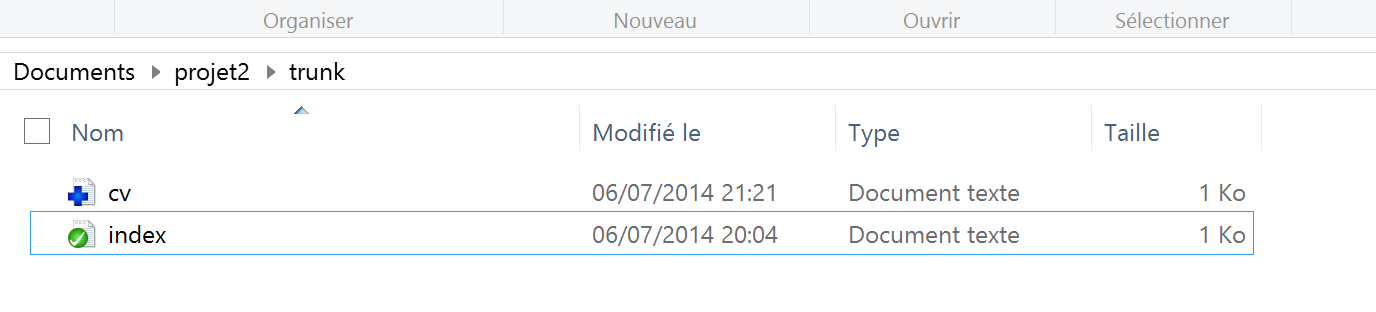 Organiser Nouveau Ouvrir Sélectionner
Documents projet2 trunk
Nom Modifié le Type Taille
cv 06/07/2014 21:21 Document texte 1 Ko
index 06/07/2014 20:04 Document texte 1 Ko